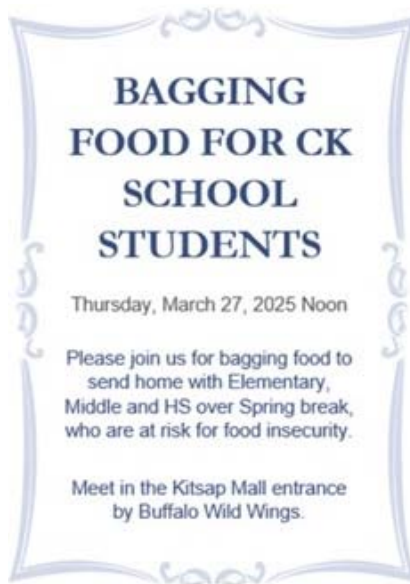 BAGGING
FOOD FOR CK
SCHOOL
STUDENTS
Thursday, March 27, 2025 Noon
Please join us for bagging food to
send home with Elementary,
Middle and HS over Spring break,
who are at risk for food insecurity.
Meet in the Kitsap Mall entrance
by Buffalo Wild Wings.